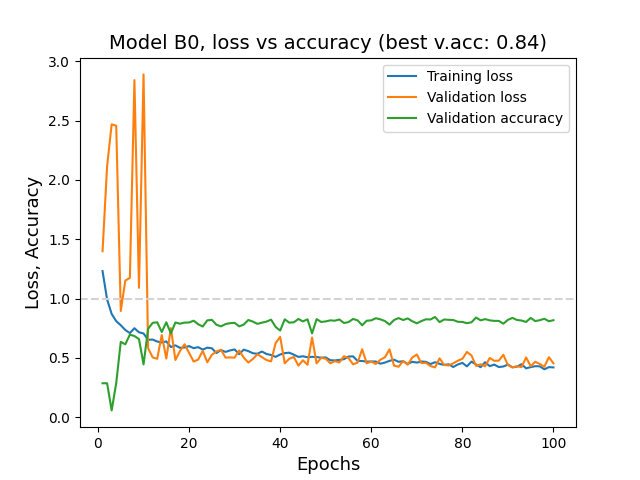 Model B0, loss vs accuracy (best v.acc: 0.84)
3.0
2.5
2.0
1.5
1.0
0.5
0.0
Loss, Accuracy
Training loss
Validation loss
Validation accuracy
0 20 40 60 80 100
Epochs